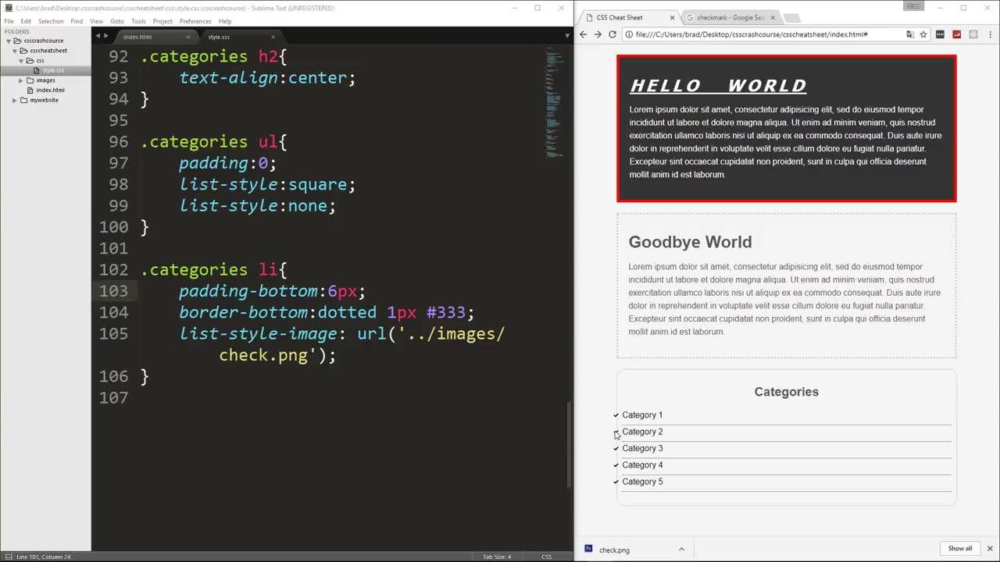 C:\Users\brad\Desktop\csscrashcourse\csscheatsheet\css\style.css (csscrashcourse) - Sublime Text (UNREGISTERED)
File Edit Selection Find View Goto Tools Project Preferences Help
FOLDERS
csscrashcourse
csscheatsheet
css
style.css
images
index.html
mywebsite
index.html
style.css
92 .categories h2{
93 text-align:center;
94 }
95
96 .categories ul{
97 padding:0;
98 list-style:square;
99 list-style:none;
100 }
101
102 .categories li{
103 padding-bottom:6px;
104 border-bottom:dotted 1px #333;
105 list-style-image: url('../images/
check.png');
106 }
107
Line 103, Column 24
Tab Size: 4
CSS
Brad
CSS Cheat Sheet
checkmark - Google Sea
file:///C:/Users/brad/Desktop/csscrashcourse/csscheatsheet/index.html#
HELLO WORLD
Lorem ipsum dolor sit amet, consectetur adipisicing elit, sed do eiusmod tempor
incididunt ut labore et dolore magna aliqua. Ut enim ad minim veniam, quis nostrud
exercitation ullamco laboris nisi ut aliquip ex ea commodo consequat. Duis aute irure
dolor in reprehenderit in voluptate velit esse cillum dolore eu fugiat nulla pariatur.
Excepteur sint occaecat cupidatat non proident, sunt in culpa qui officia deserunt
mollit anim id est laborum.
Goodbye World
Lorem ipsum dolor sit amet, consectetur adipisicing elit, sed do eiusmod tempor
incididunt ut labore et dolore magna aliqua. Ut enim ad minim veniam, quis nostrud
exercitation ullamco laboris nisi ut aliquip ex ea commodo consequat. Duis aute irure
dolor in reprehenderit in voluptate velit esse cillum dolore eu fugiat nulla pariatur.
Excepteur sint occaecat cupidatat non proident, sunt in culpa qui officia deserunt
mollit anim id est laborum.
Categories
Category 1
Category 2
Category 3
Category 4
Category 5
check.png
Show all